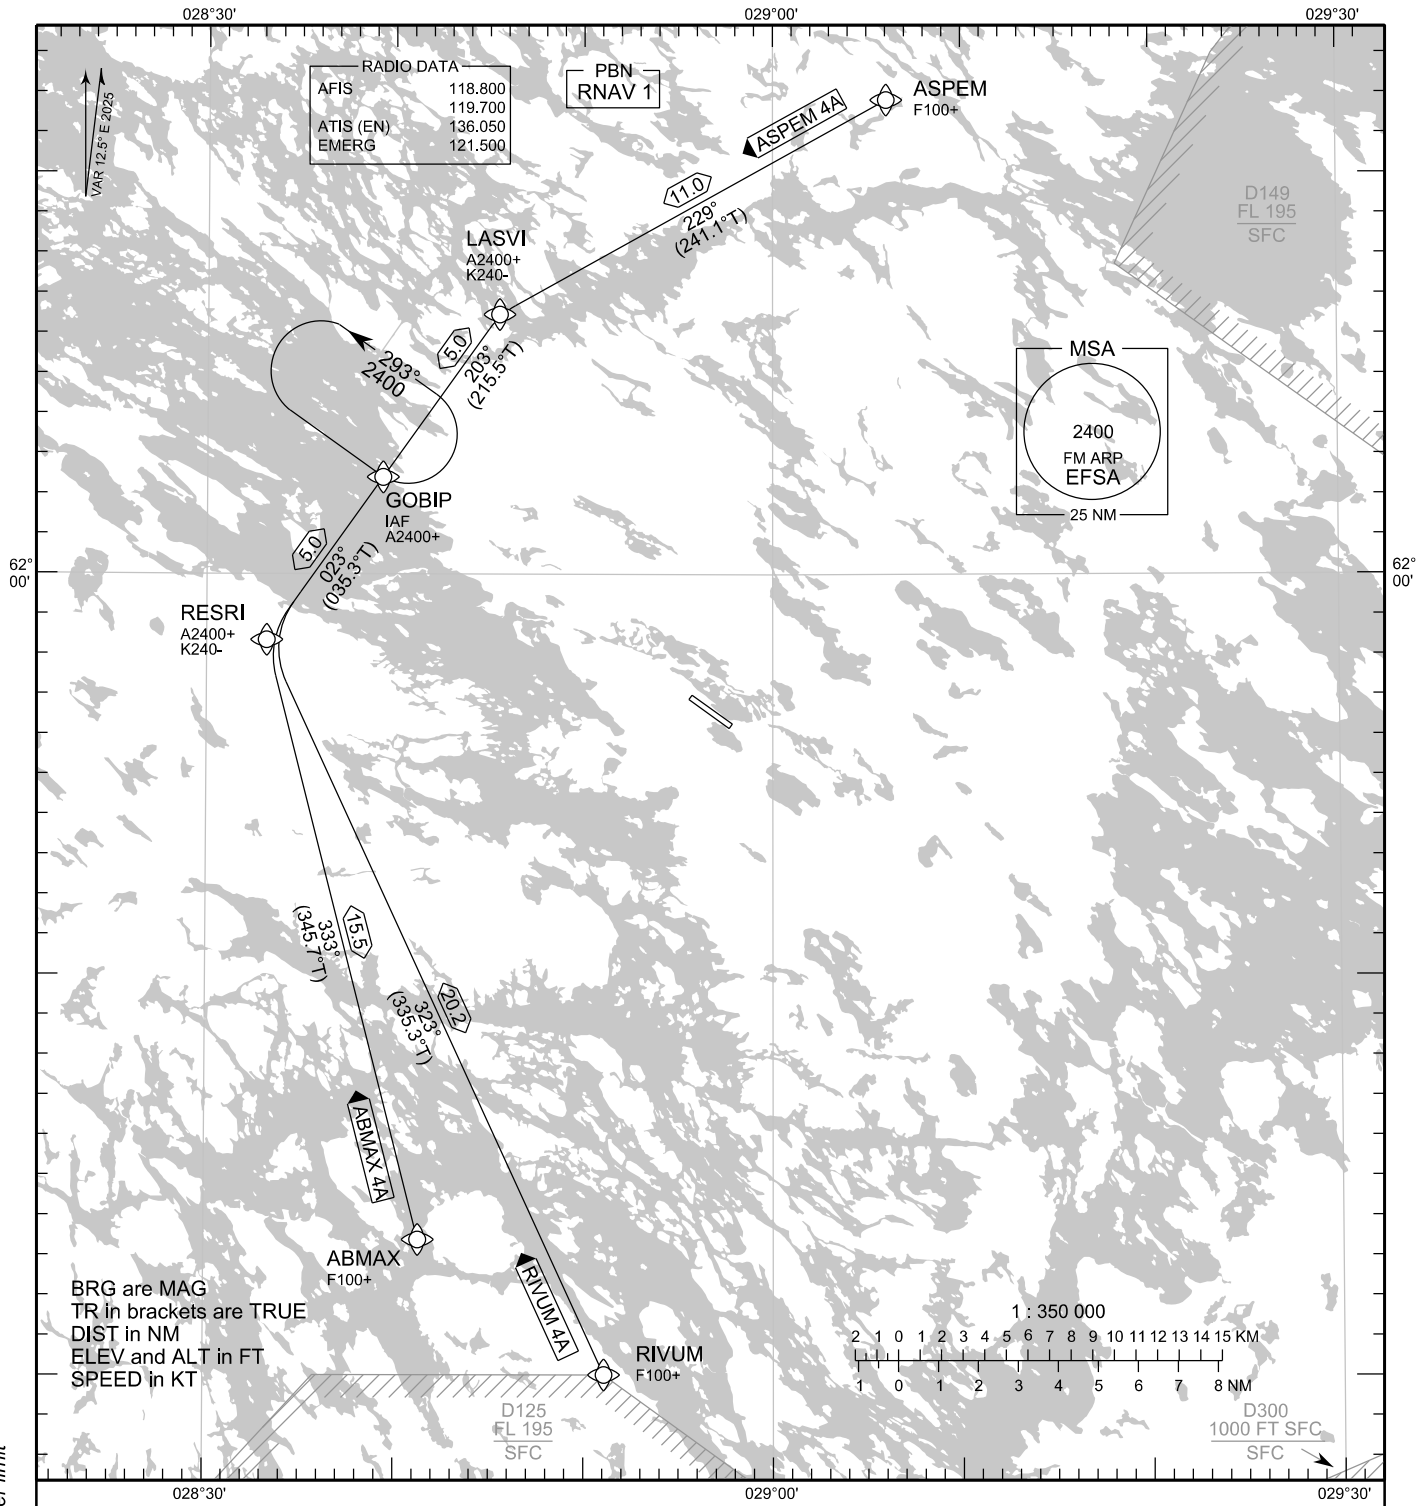 028°30'
029°00'
029°30'
VAR 12.5° E 2025
RADIO DATA
AFIS 118.800
119.700
ATIS (EN) 136.050
EMERG 121.500
PBN
RNAV 1
ASPEM
F100+
ASPEM 4A
11.0
229°
(241.1°T)
D149
FL 195
SFC
LASVI
A2400+
K240-
5.0
203°
(215.5°T)
293°
2400
MSA
2400
FM ARP
EFSA
25 NM
GOBIP
IAF
A2400+
5.0
023°
(035.3°T)
62°
00'
62°
00'
RESRI
A2400+
K240-
15.5
333°
(345.7°T)
20.2
323°
(335.3°T)
ABMAX 4A
ABMAX
F100+
RIVUM 4A
RIVUM
F100+
BRG are MAG
TR in brackets are TRUE
DIST in NM
ELEV and ALT in FT
SPEED in KT
1 : 350 000
2 1 0 1 2 3 4 5 6 7 8 9 10 11 12 13 14 15 KM
1 0 1 2 3 4 5 6 7 8 NM
D125
FL 195
SFC
D300
1000 FT SFC
SFC
028°30'
029°00'
029°30'